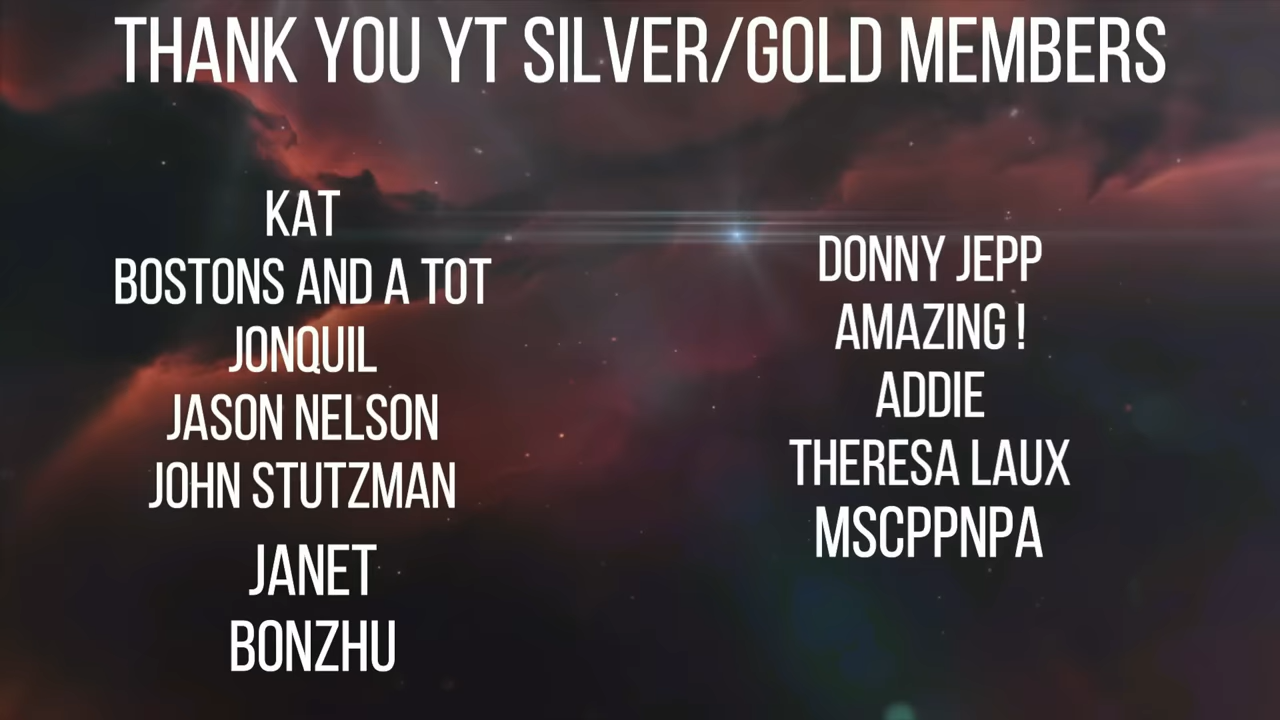 THANK YOU YT SILVER/GOLD MEMBERS
KAT
BOSTONS AND A TOT
JONQUIL
JASON NELSON
JOHN STUTZMAN
JANET
BONZHU
DONNY JEPP
AMAZING !
ADDIE
THERESA LAUX
MSCPPNPA